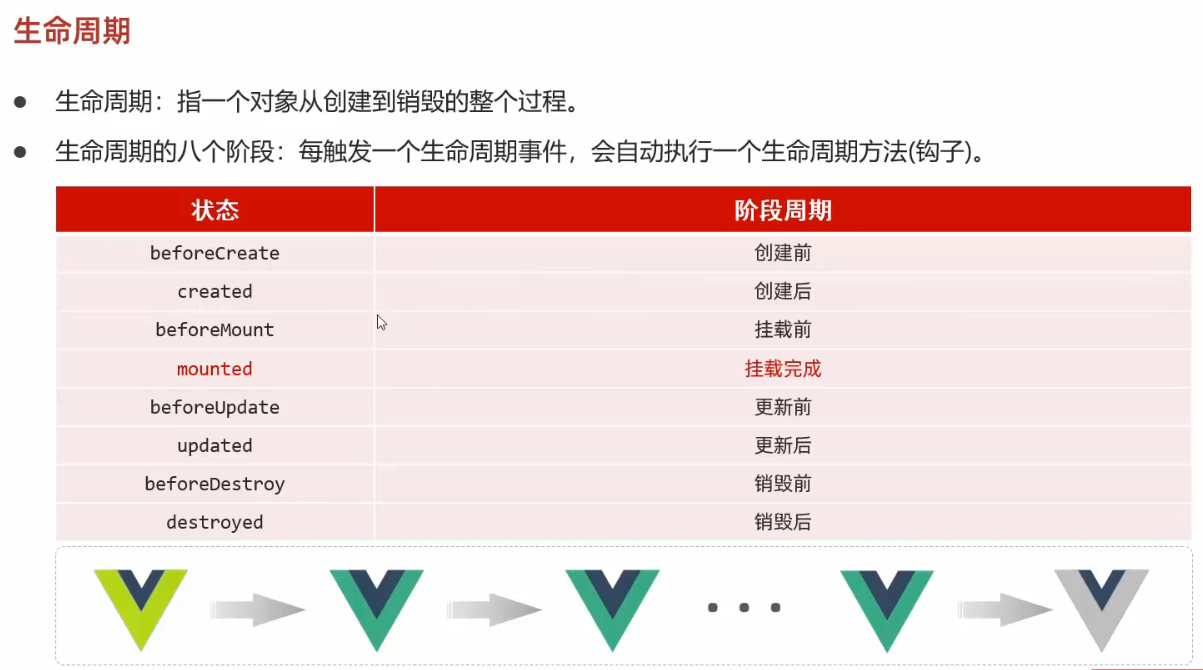 生命周期
生命周期：指一个对象从创建到销毁的整个过程。
生命周期的八个阶段：每触发一个生命周期事件，会自动执行一个生命周期方法(钩子)。
状态 阶段周期
beforeCreate 创建前
created 创建后
beforeMount 挂载前
mounted 挂载完成
beforeUpdate 更新前
updated 更新后
beforeDestroy 销毁前
destroyed 销毁后